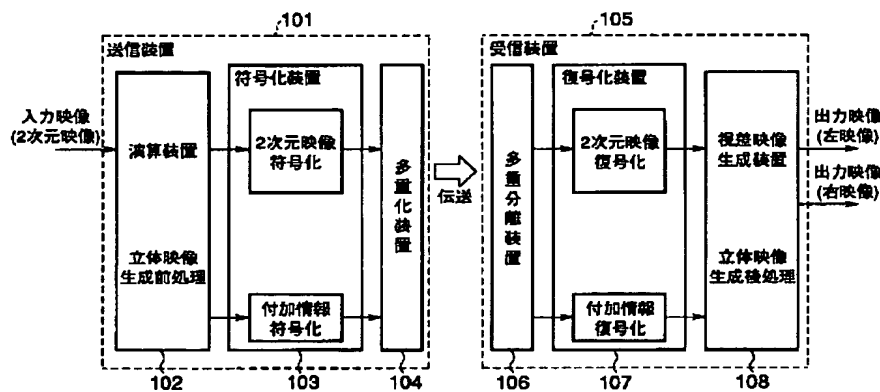 101
送信装置
入力映像
(2次元映像)
演算装置
立体映像
生成前処理
符号化装置
2次元映像
符号化
付加情報
符号化
多重化装置
102
103
104
伝送
105
受信装置
多重分離装置
復号化装置
2次元映像
復号化
付加情報
復号化
視差映像
生成装置
立体映像
生成後処理
出力映像
(左映像)
出力映像
(右映像)
106
107
108